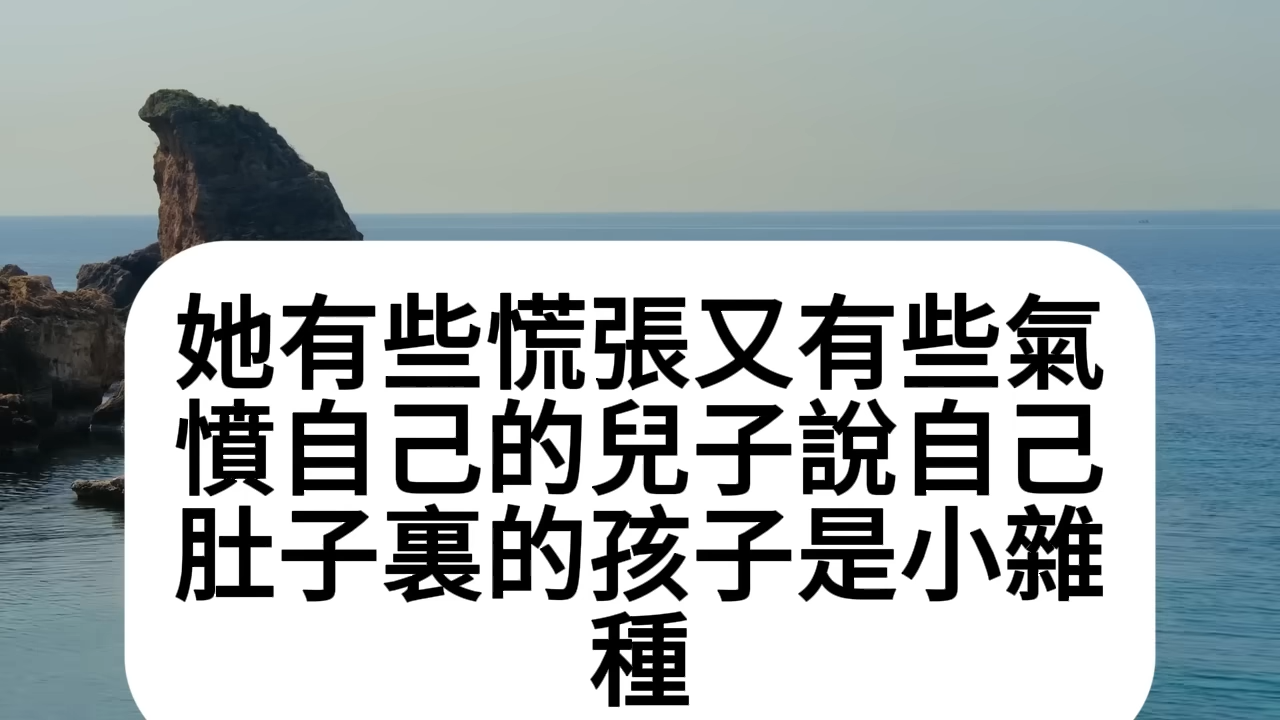 她有些慌張又有些氣
憤自己的兒子說自己
肚子裏的孩子是小雜
種